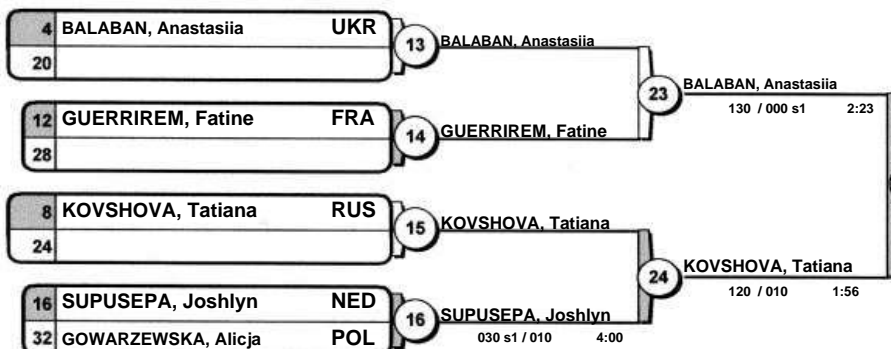 4 BALABAN, Anastasiia UKR
20
13 BALABAN, Anastasiia
12 GUERRIREM, Fatine FRA
28
14 GUERRIREM, Fatine
23 BALABAN, Anastasiia
130 / 000 s1 2:23
8 KOVSHOVA, Tatiana RUS
24
15 KOVSHOVA, Tatiana
16 SUPUSEPA, Joshlyn NED
32 GOWARZEWSKA, Alicja POL
16 SUPUSEPA, Joshlyn
030 s1 / 010 4:00
24 KOVSHOVA, Tatiana
120 / 010 1:56